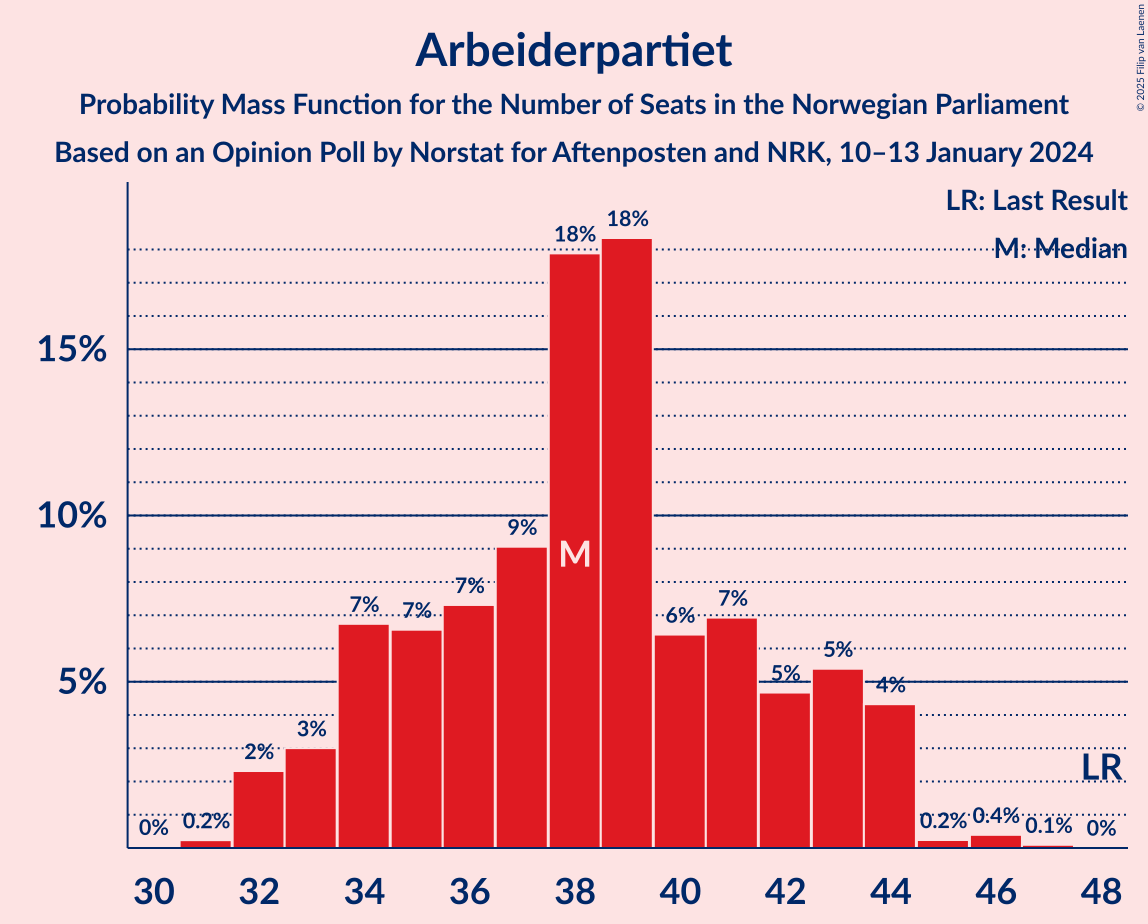 Arbeiderpartiet
Probability Mass Function for the Number of Seats in the Norwegian Parliament
Based on an Opinion Poll by Norstat for Aftenposten and NRK, 10–13 January 2024
© 2025 Filip van Laenen
LR: Last Result
M: Median
15%
10%
5%
0%
0.2%
2%
3%
7%
7%
7%
9%
18%
18%
6%
7%
5%
5%
4%
0.2%
0.4%
0.1%
0%
M
LR
30 32 34 36 38 40 42 44 46 48